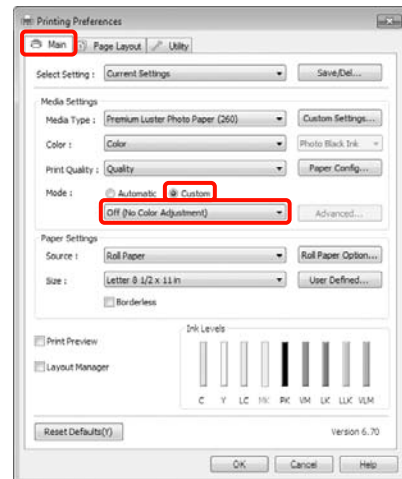 Printing Preferences
Main Page Layout Utility
Select Setting : Current Settings Save/Del...
Media Settings
Media Type : Premium Luster Photo Paper (260) Custom Settings...
Color : Color Photo Black Ink
Print Quality : Quality Paper Config...
Mode : Automatic Custom
Off (No Color Adjustment) Advanced...
Paper Settings
Source : Roll Paper Roll Paper Option...
Size : Letter 8 1/2 x 11 in User Defined...
Borderless
Ink Levels
Print Preview
Layout Manager
C Y LC MK PK VM LK LLK VLM
Reset Defaults(Y) Version 6.70
OK Cancel Help